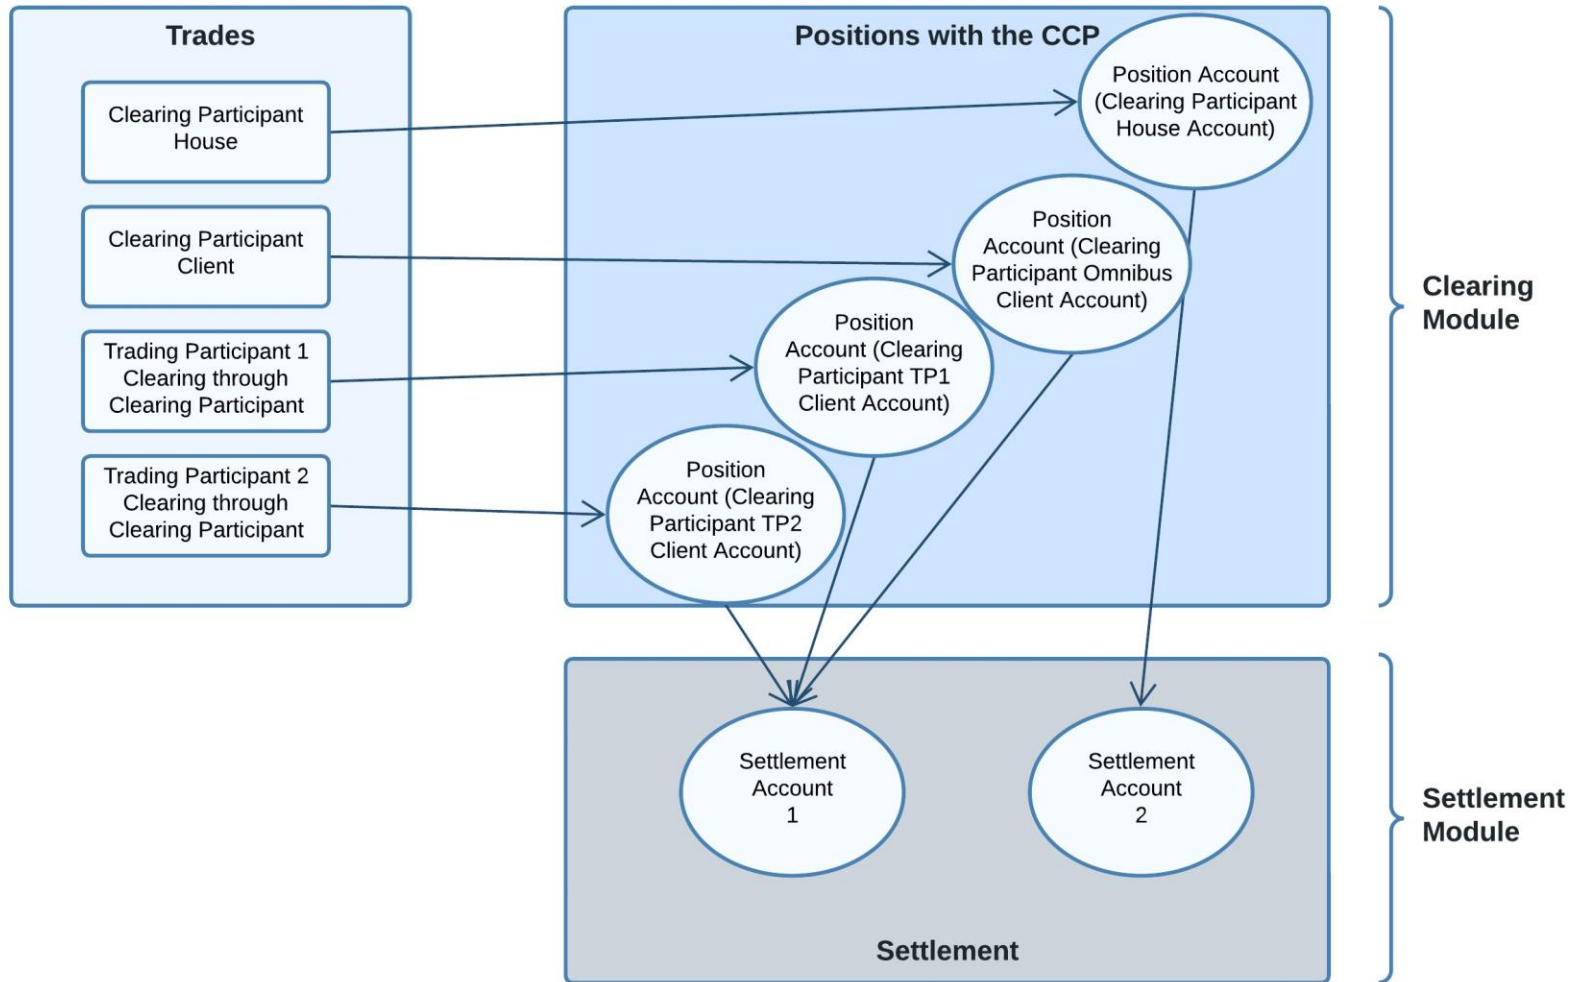 Trades
Clearing Participant
House
Clearing Participant
Client
Trading Participant 1
Clearing through
Clearing Participant
Trading Participant 2
Clearing through
Clearing Participant
Positions with the CCP
Position Account
(Clearing Participant
House Account)
Position
Account (Clearing
Participant Omnibus
Client Account)
Position
Account (Clearing
Participant TP1
Client Account)
Position
Account (Clearing
Participant TP2
Client Account)
Clearing
Module
Settlement
Account
1
Settlement
Account
2
Settlement
Settlement
Module